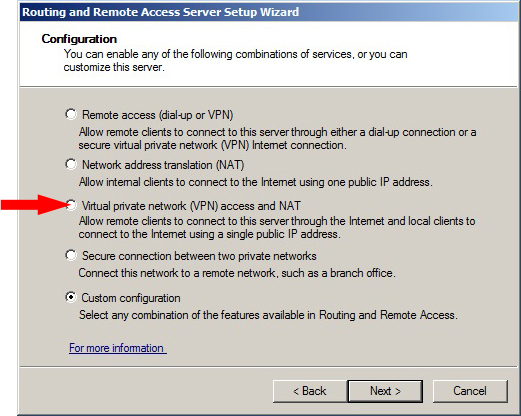 Routing and Remote Access Server Setup Wizard
Configuration
You can enable any of the following combinations of services, or you can
customize this server.
Remote access (dial-up or VPN)
Allow remote clients to connect to this server through either a dial-up connection or a
secure virtual private network (VPN) Internet connection.
Network address translation (NAT)
Allow internal clients to connect to the Internet using one public IP address.
Virtual private network (VPN) access and NAT
Allow remote clients to connect to this server through the Internet and local clients to
connect to the Internet using a single public IP address.
Secure connection between two private networks
Connect this network to a remote network, such as a branch office.
Custom configuration
Select any combination of the features available in Routing and Remote Access.
For more information
< Back Next > Cancel